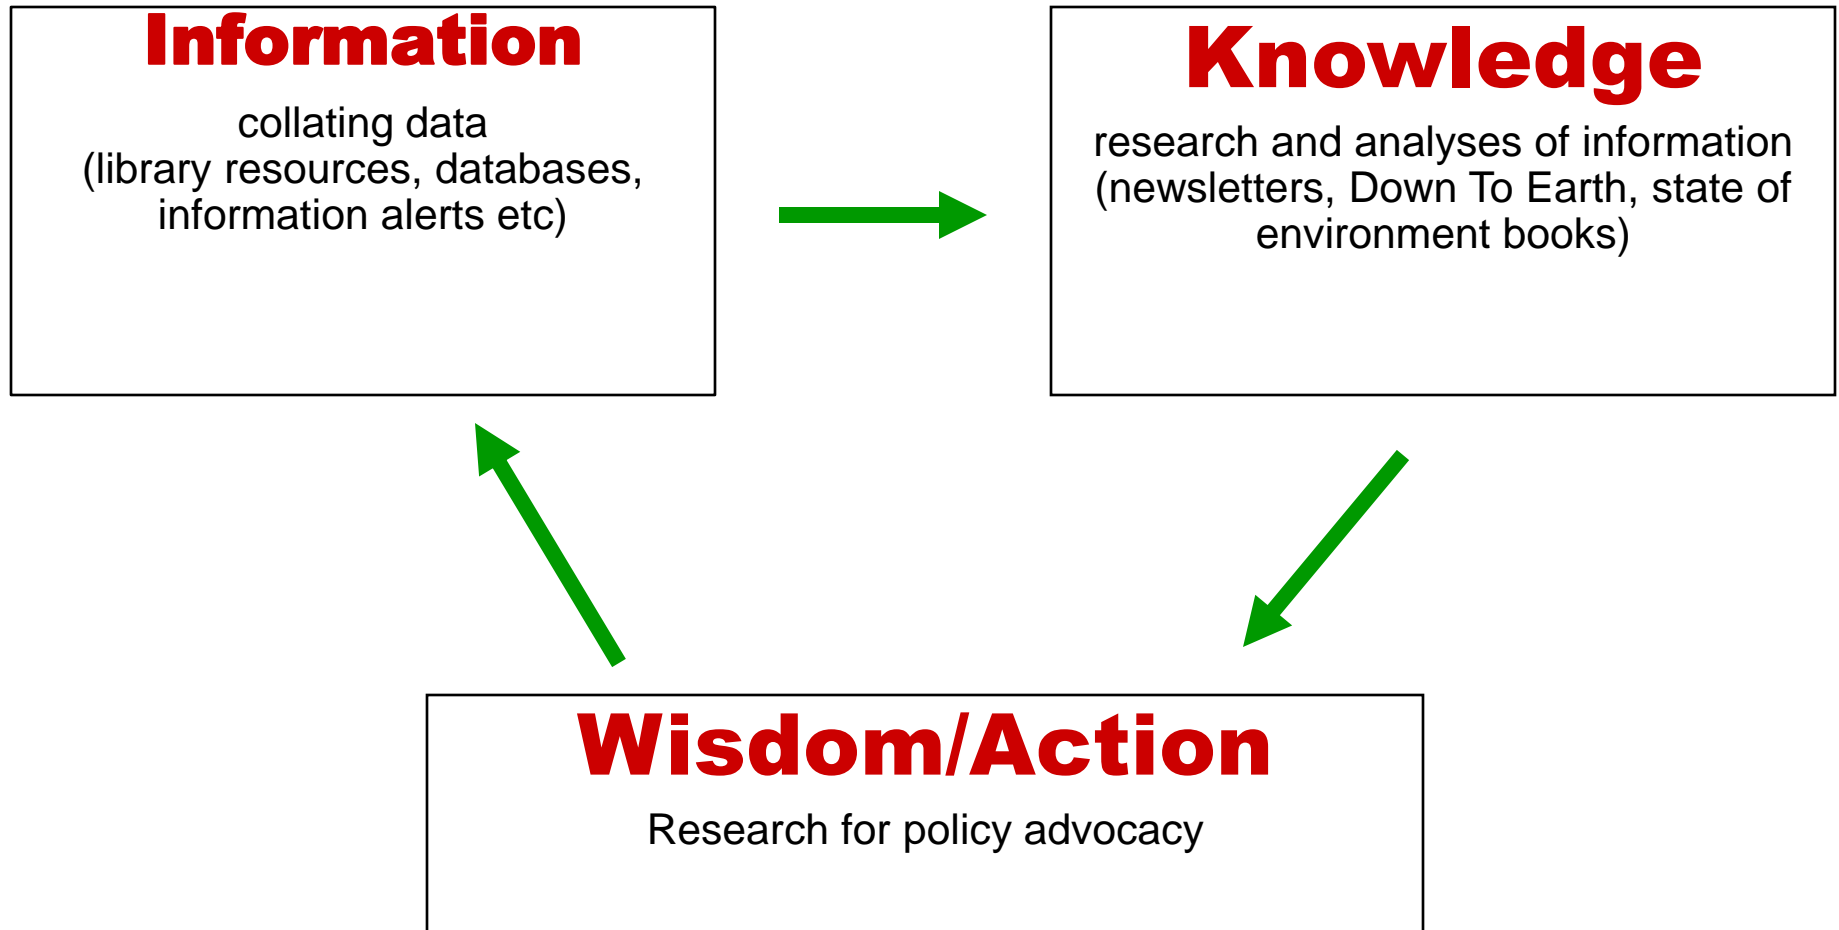 Information
collating data
(library resources, databases,
information alerts etc)
Knowledge
research and analyses of information
(newsletters, Down To Earth, state of
environment books)
Wisdom/Action
Research for policy advocacy